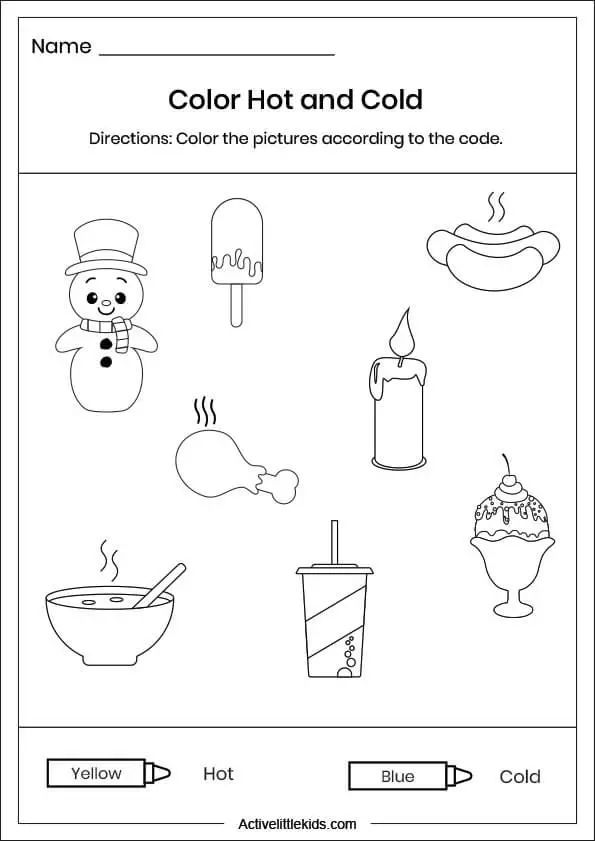 Name
Color Hot and Cold
Directions: Color the pictures according to the code.
Yellow Hot Blue Cold
Activelittlekids.com